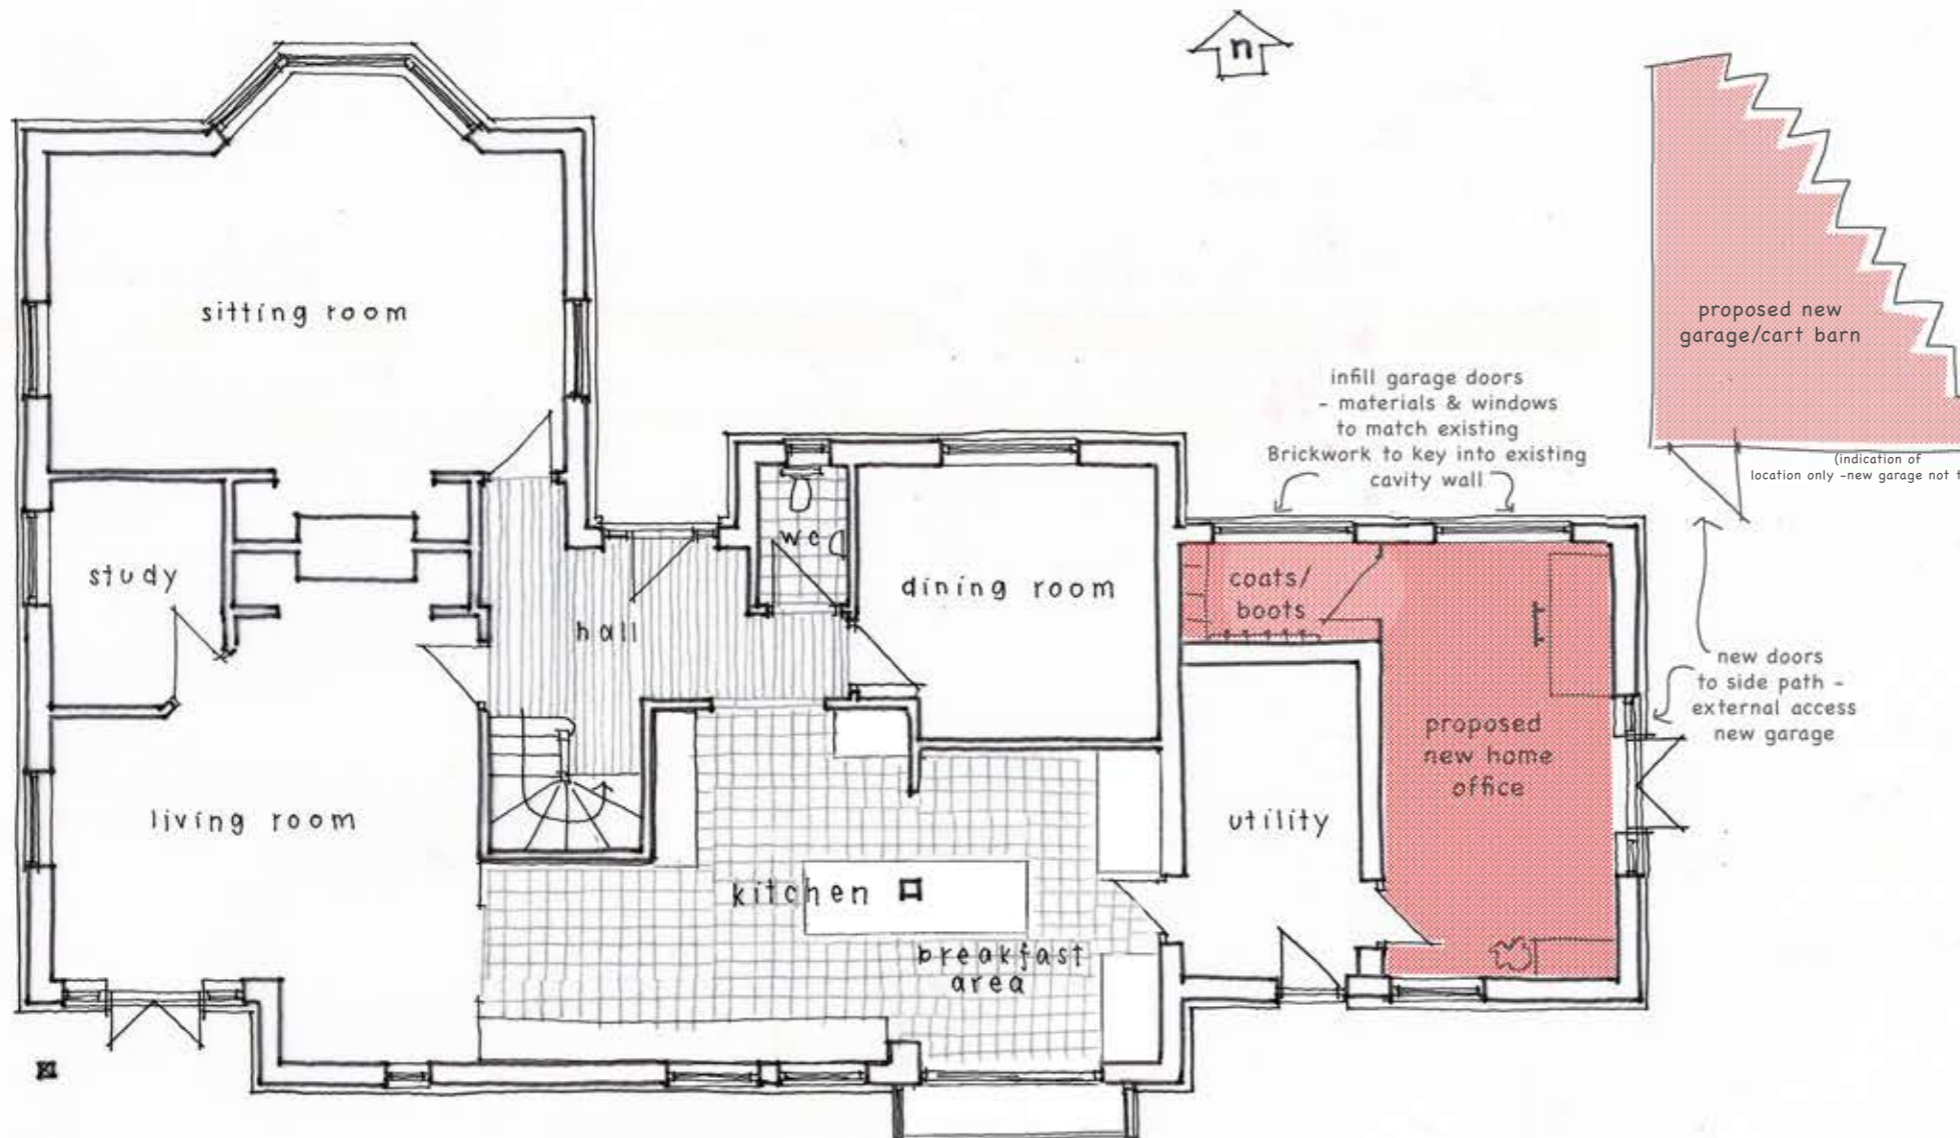 n
sitting room
proposed new
garage/cart barn
infill garage doors
- materials & windows
to match existing
Brickwork to key into existing
cavity wall
(indication of
location only -new garage not t
study
wc
coats/
boots
dining room
hall
desk
new doors
to side path -
external access
new garage
proposed
new home
office
living room
utility
kitchen
breakfast
area